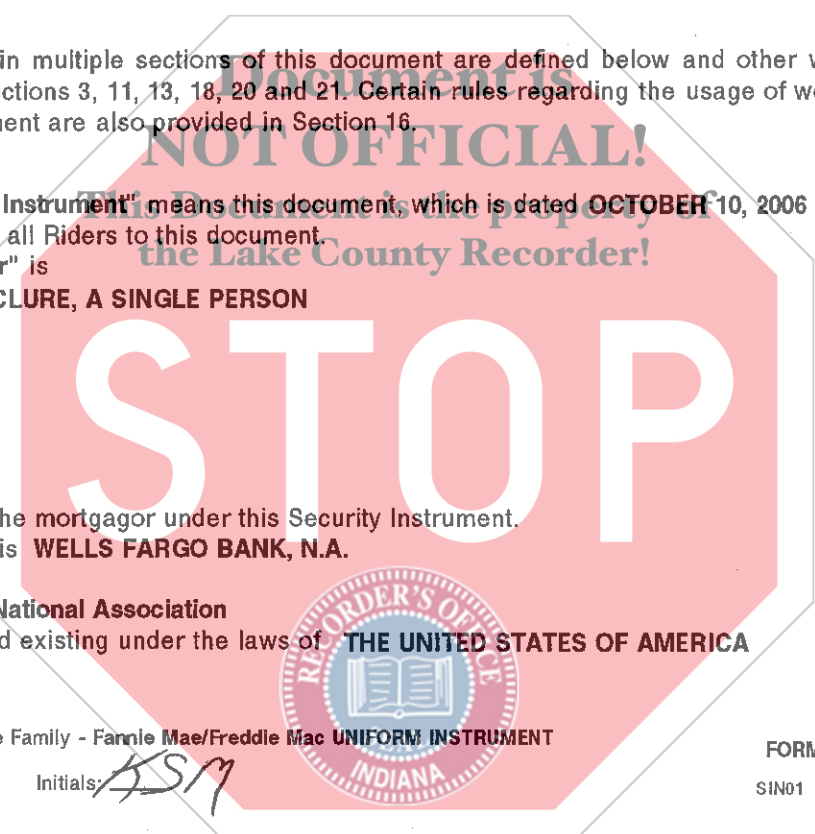 in multiple sections of this document are defined below and other w
ctions 3, 11, 13, 18, 20 and 21. Certain rules regarding the usage of wo
ent are also provided in Section 16.
Document is
NOT OFFICIAL!
This Document is the property of
the Lake County Recorder!
Instrument" means this document, which is dated OCTOBER 10, 2006
all Riders to this document.
r" is
CLURE, A SINGLE PERSON
STOP
he mortgagor under this Security Instrument.
is WELLS FARGO BANK, N.A.
National Association
d existing under the laws of THE UNITED STATES OF AMERICA
RECORDER'S OFFICE
INDIANA
e Family - Fannie Mae/Freddie Mac UNIFORM INSTRUMENT
FORM
Initials: KSM
SIN01